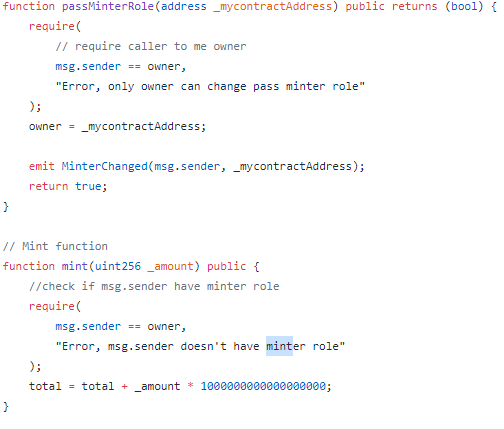 function passMinterRole(address _mycontractAddress) public returns (bool) {
require(
// require caller to me owner
msg.sender == owner,
"Error, only owner can change pass minter role"
);
owner = _mycontractAddress;
emit MinterChanged(msg.sender, _mycontractAddress);
return true;
}
// Mint function
function mint(uint256 _amount) public {
//check if msg.sender have minter role
require(
msg.sender == owner,
"Error, msg.sender doesn't have minter role"
);
total = total + _amount * 1000000000000000000;
}